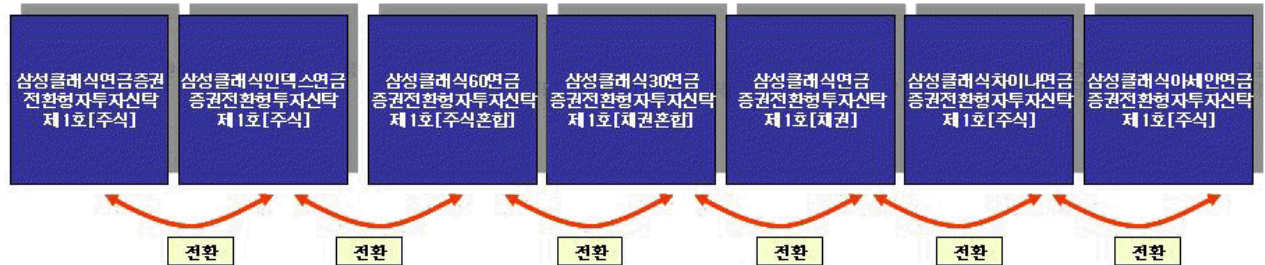 삼성클래식연금증권
전환형자투자신탁
제1호[주식]
삼성클래식인덱스연금
증권전환형투자신탁
제1호[주식]
삼성클래식60연금
증권전환형자투자신탁
제1호[주식혼합]
삼성클래식30연금
증권전환형자투자신탁
제1호[채권혼합]
삼성클래식연금
증권전환형자투자신탁
제1호[채권]
삼성클래식차이나연금
증권전환형자투자신탁
제1호[주식]
삼성클래식아세안연금
증권전환형자투자신탁
제1호[주식]
전환
전환
전환
전환
전환
전환